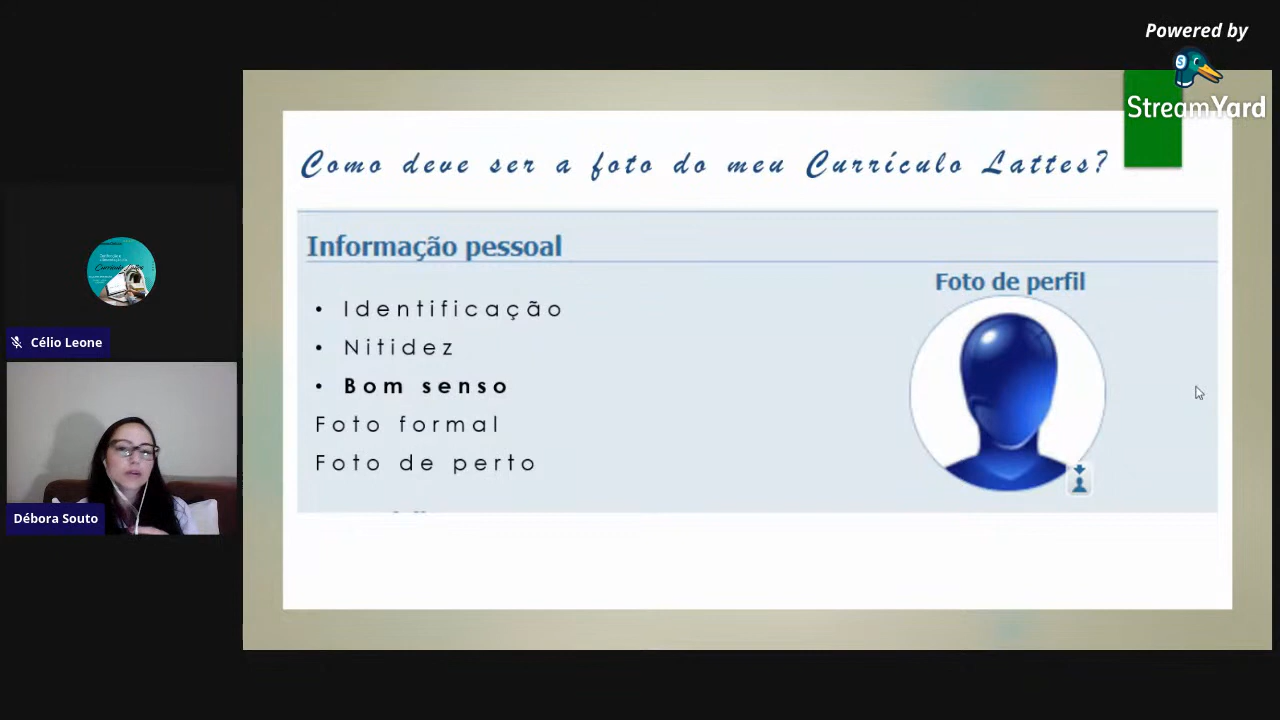 Powered by
StreamYard
Como deve ser a foto do meu Currículo Lattes?
Informação pessoal
Foto de perfil
• Identificação
• Nitidez
• Bom senso
Foto formal
Foto de perto
Célio Leone
Débora Souto